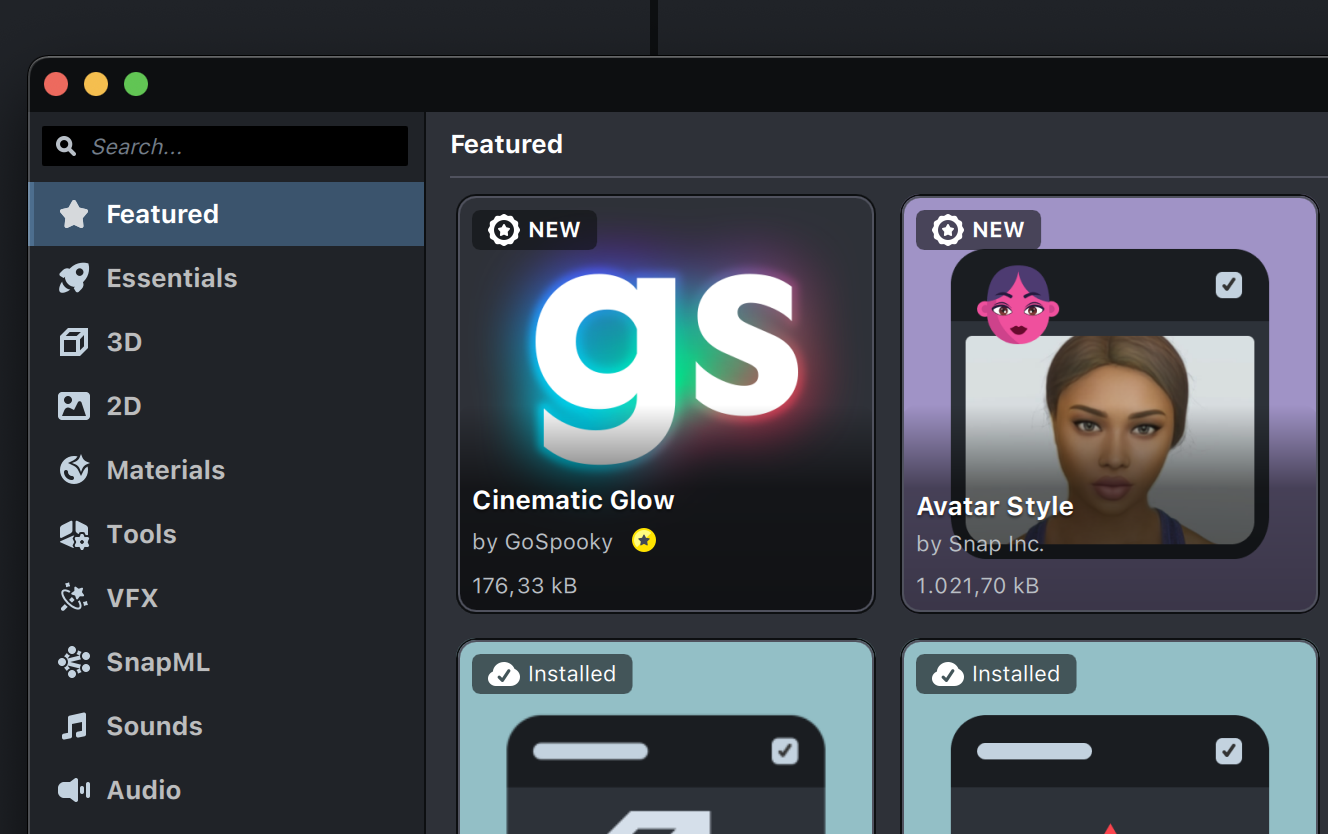 Search...
Featured
Essentials
3D
2D
Materials
Tools
VFX
SnapML
Sounds
Audio
Featured
NEW
gs
Cinematic Glow
by GoSpooky
176,33 kB
NEW
Avatar Style
by Snap Inc.
1.021,70 kB
Installed
Installed